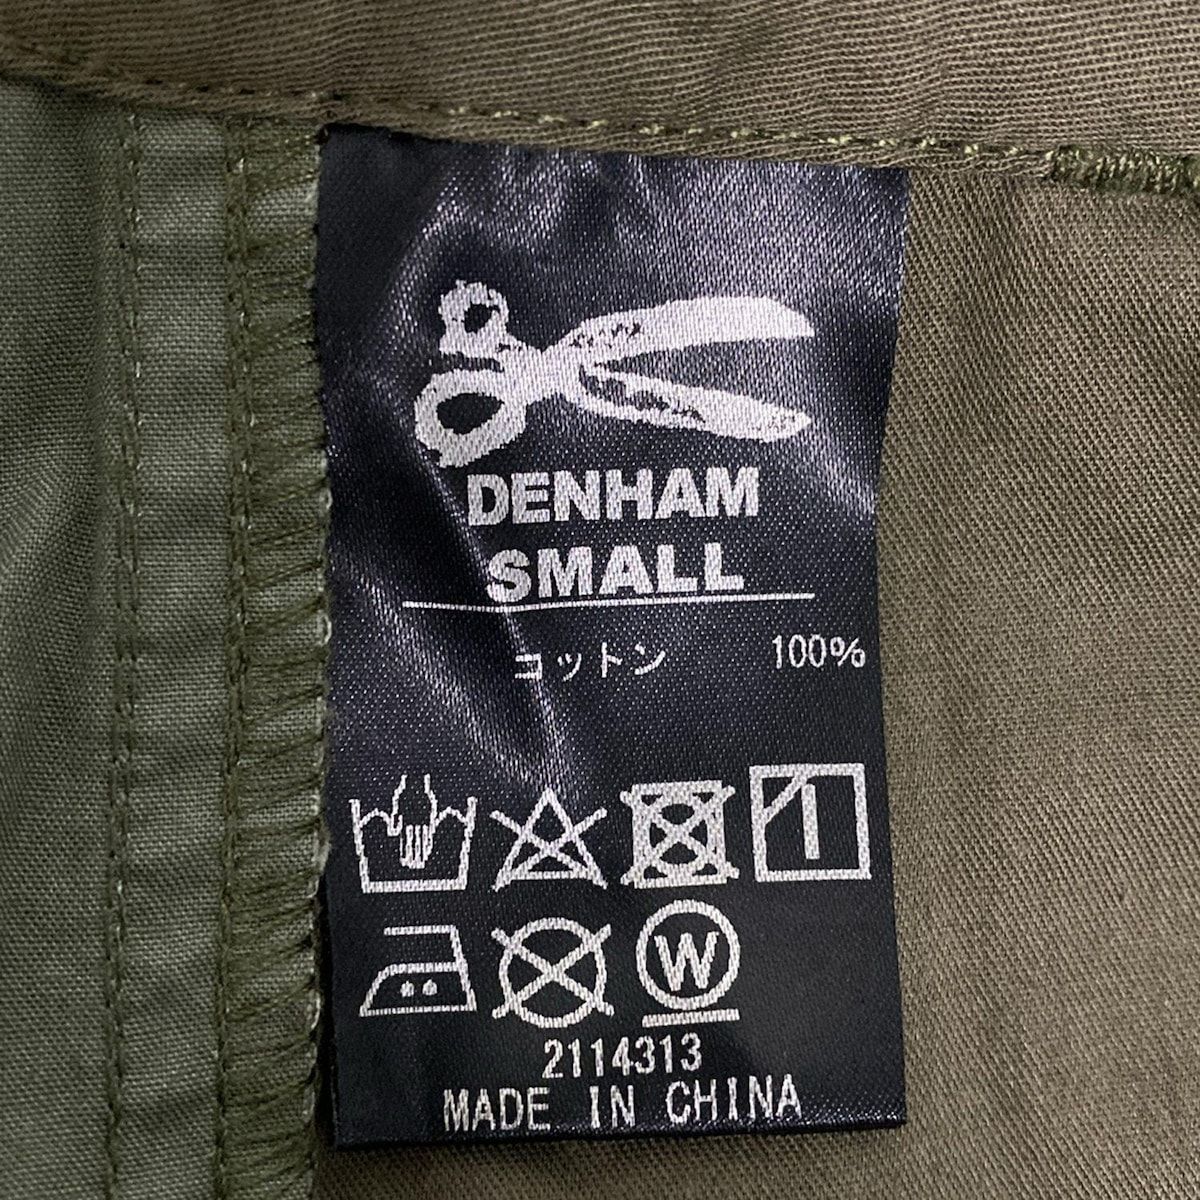 DENHAM
SMALL
コットン 100%
W
2114313
MADE IN CHINA